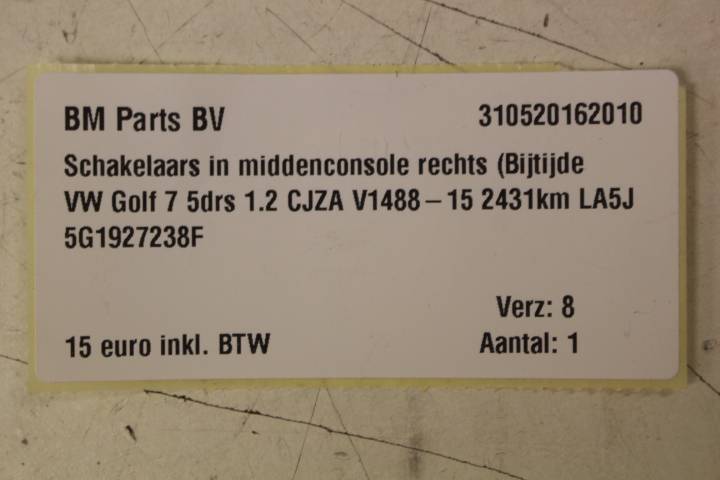 BM Parts BV 310520162010
Schakelaars in middenconsole rechts (Bijtijde
VW Golf 7 5drs 1.2 CJZA V1488-15 2431km LA5J
5G1927238F
Verz: 8
15 euro inkl. BTW Aantal: 1